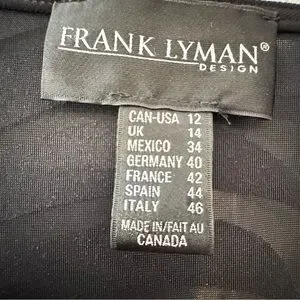 FRANK LYMAN®
DESIGN
CAN-USA 12
UK 14
MEXICO 34
GERMANY 40
FRANCE 42
SPAIN 44
ITALY 46
MADE IN/FAIT AU
CANADA